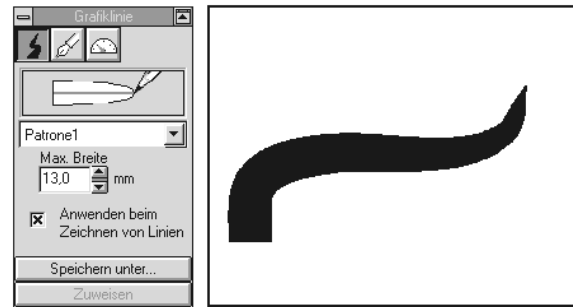 Grafiklinie
Patrone1
Max. Breite
13,0 mm
Anwenden beim
Zeichnen von Linien
Speichern unter...
Zuweisen